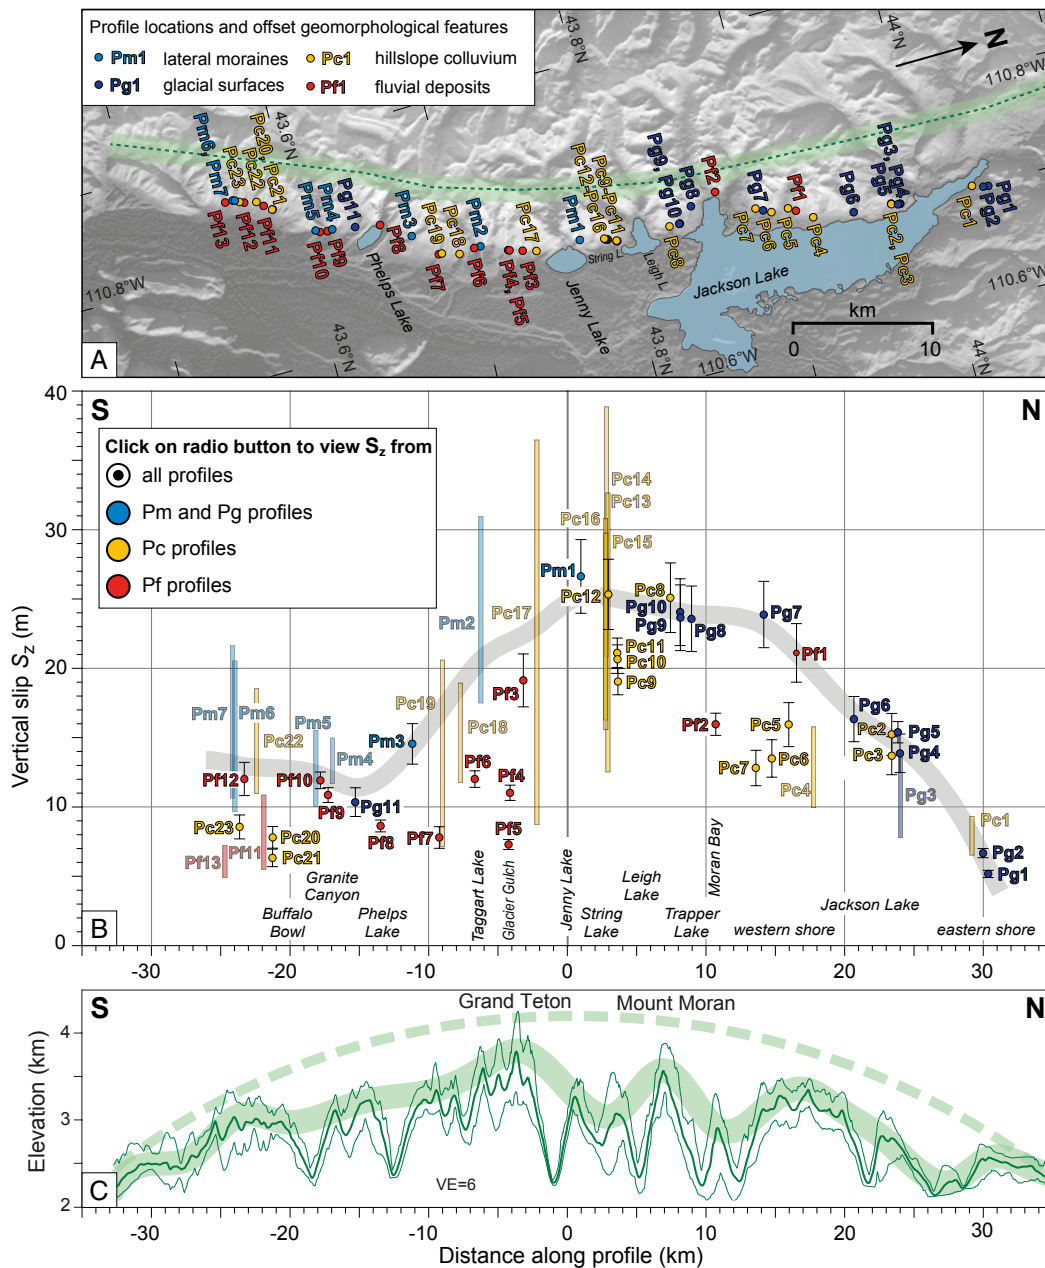 Profile locations and offset geomorphological features
Pm1 lateral moraines
Pc1 hillslope colluvium
Pg1 glacial surfaces
Pf1 fluvial deposits
43.8°N
44°N
N
110.8°W
43.6°N
Pm6, Pm7
Pc23
Pc22
Pc20, Pc21
Pf13
Pf12
Pf11
Pm5
Pm4
Pg11
Pf10
Pf9
Pm3
Pf8
Phelps Lake
Pc19
Pc18
Pm2
Pf7
Pf6
Pf4, Pf5
Pf3
Pc17
Pm1
Pc12-Pc16
Pc9-Pc11
Jenny Lake
String L.
Leigh L.
Pg9, Pg10
Pg8
Pf2
Pc8
Pg7
Pc7
Pc6
Pc5
Pf1
Pc4
Pg6
Pg3, Pg5
Pg4
Pc2, Pc3
Pc1
Pg2
Pg1
Jackson Lake
110.8°W
43.6°N
43.8°N
110.6°W
110.6°W
44°N
km
0 10
A
S
N
Click on radio button to view Sz from
all profiles
Pm and Pg profiles
Pc profiles
Pf profiles
Vertical slip Sz (m)
40
30
20
10
0
Pc14
Pc13
Pc16
Pc15
Pm1
Pc12
Pc8
Pg10
Pg9
Pg8
Pg7
Pc17
Pm2
Pc11
Pc10
Pc9
Pf1
Pf3
Pm7
Pm6
Pc22
Pm5
Pm4
Pc19
Pm3
Pc18
Pf2
Pc5
Pg6
Pc2
Pg5
Pc3
Pg4
Pf12
Pf10
Pf9
Pg11
Pf6
Pf4
Pc7
Pc6
Pc4
Pg3
Pc23
Pc20
Pc21
Pf13
Pf11
Pf8
Pf7
Pf5
Pc1
Pg2
Pg1
Buffalo
Bowl
Granite
Canyon
Phelps
Lake
Taggart Lake
Glacier Gulch
Jenny Lake
String
Lake
Leigh
Lake
Trapper
Lake
Moran Bay
Jackson Lake
western shore
eastern shore
B
-30 -20 -10 0 10 20 30
S
Grand Teton
Mount Moran
N
Elevation (km)
4
3
2
VE=6
C
-30 -20 -10 0 10 20 30
Distance along profile (km)